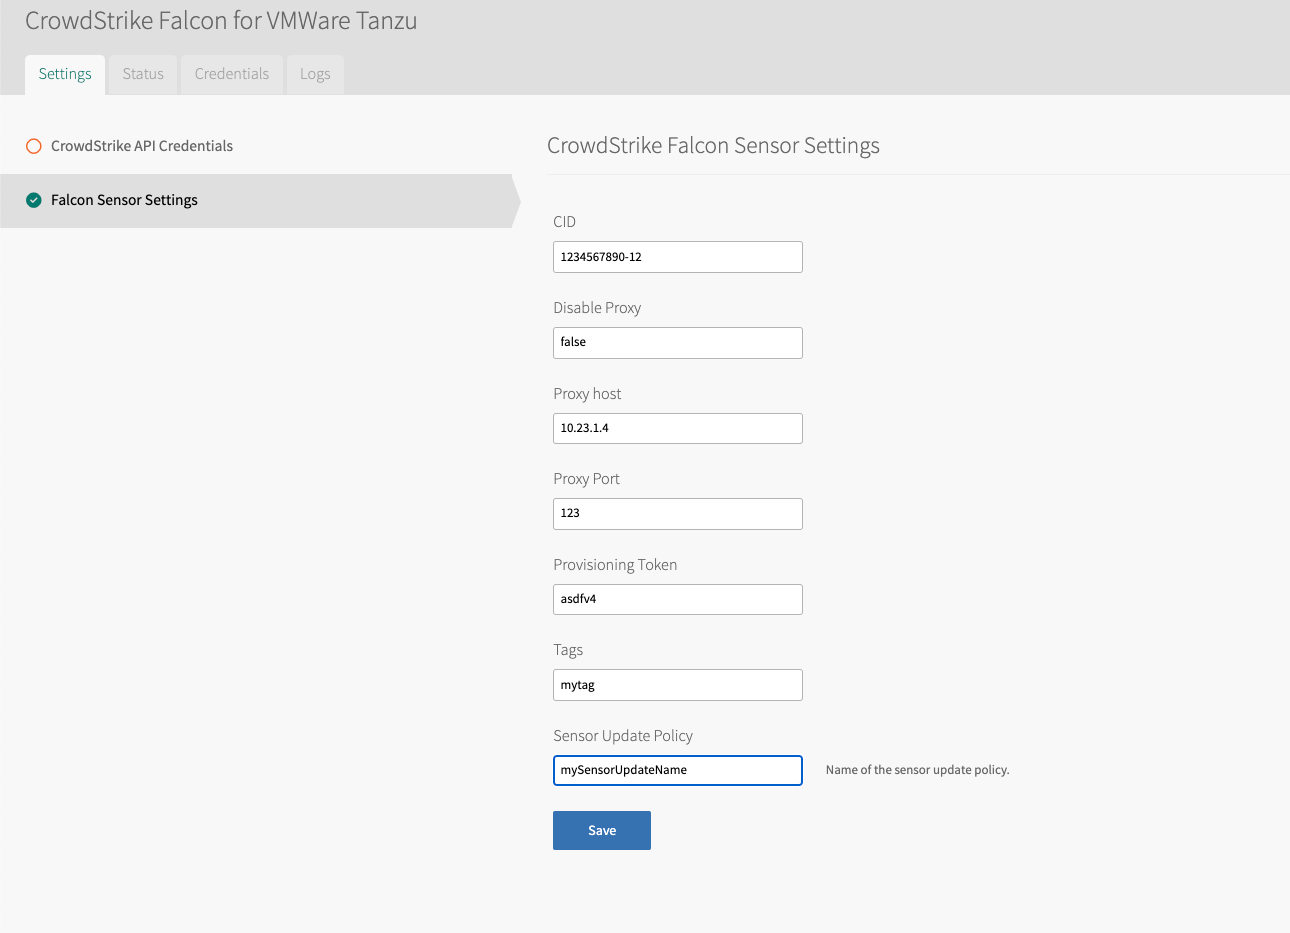 CrowdStrike Falcon for VMWare Tanzu
Settings
Status
Credentials
Logs
CrowdStrike API Credentials
Falcon Sensor Settings
CrowdStrike Falcon Sensor Settings
CID
1234567890-12
Disable Proxy
false
Proxy host
10.23.1.4
Proxy Port
123
Provisioning Token
asdfv4
Tags
mytag
Sensor Update Policy
mySensorUpdateName
Name of the sensor update policy.
Save